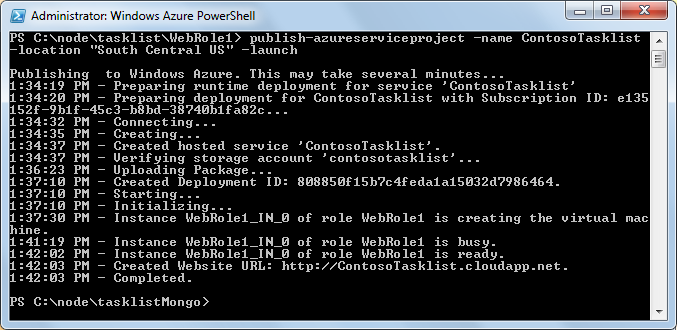 Administrator: Windows Azure PowerShell
PS C:\node\tasklist\WebRole1> publish-azureserviceproject -name ContosoTasklist
-location "South Central US" -launch
Publishing  to Windows Azure. This may take several minutes...
1:34:19 PM - Preparing runtime deployment for service 'ContosoTasklist'
1:34:20 PM - Preparing deployment for ContosoTasklist with Subscription ID: e135
152f-9b1f-45c3-b8bd-38740b1fa82c...
1:34:32 PM - Connecting...
1:34:35 PM - Creating...
1:34:37 PM - Created hosted service 'ContosoTasklist'.
1:34:37 PM - Verifying storage account 'contosotasklist'...
1:36:23 PM - Uploading Package...
1:37:10 PM - Created Deployment ID: 808850f15b7c4feda1a15032d7986464.
1:37:10 PM - Starting...
1:37:10 PM - Initializing...
1:37:30 PM - Instance WebRole1_IN_0 of role WebRole1 is creating the virtual mac
hine.
1:41:19 PM - Instance WebRole1_IN_0 of role WebRole1 is busy.
1:42:02 PM - Instance WebRole1_IN_0 of role WebRole1 is ready.
1:42:03 PM - Created Website URL: http://ContosoTasklist.cloudapp.net.
1:42:03 PM - Completed.
PS C:\node\tasklistMongo>